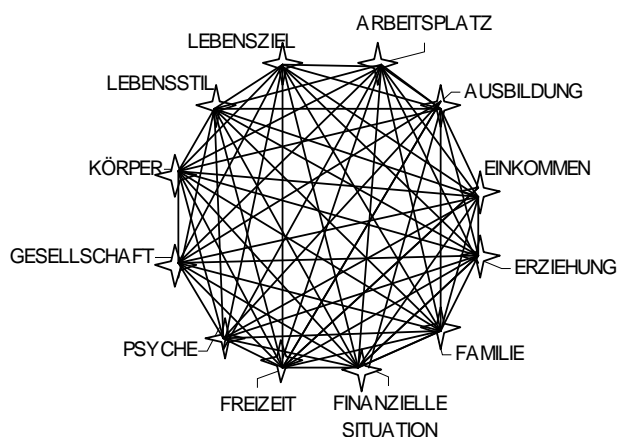 LEBENSZIEL
ARBEITSPLATZ
LEBENSSTIL
AUSBILDUNG
KÖRPER
EINKOMMEN
GESELLSCHAFT
ERZIEHUNG
PSYCHE
FAMILIE
FREIZEIT
FINANZIELLE
SITUATION